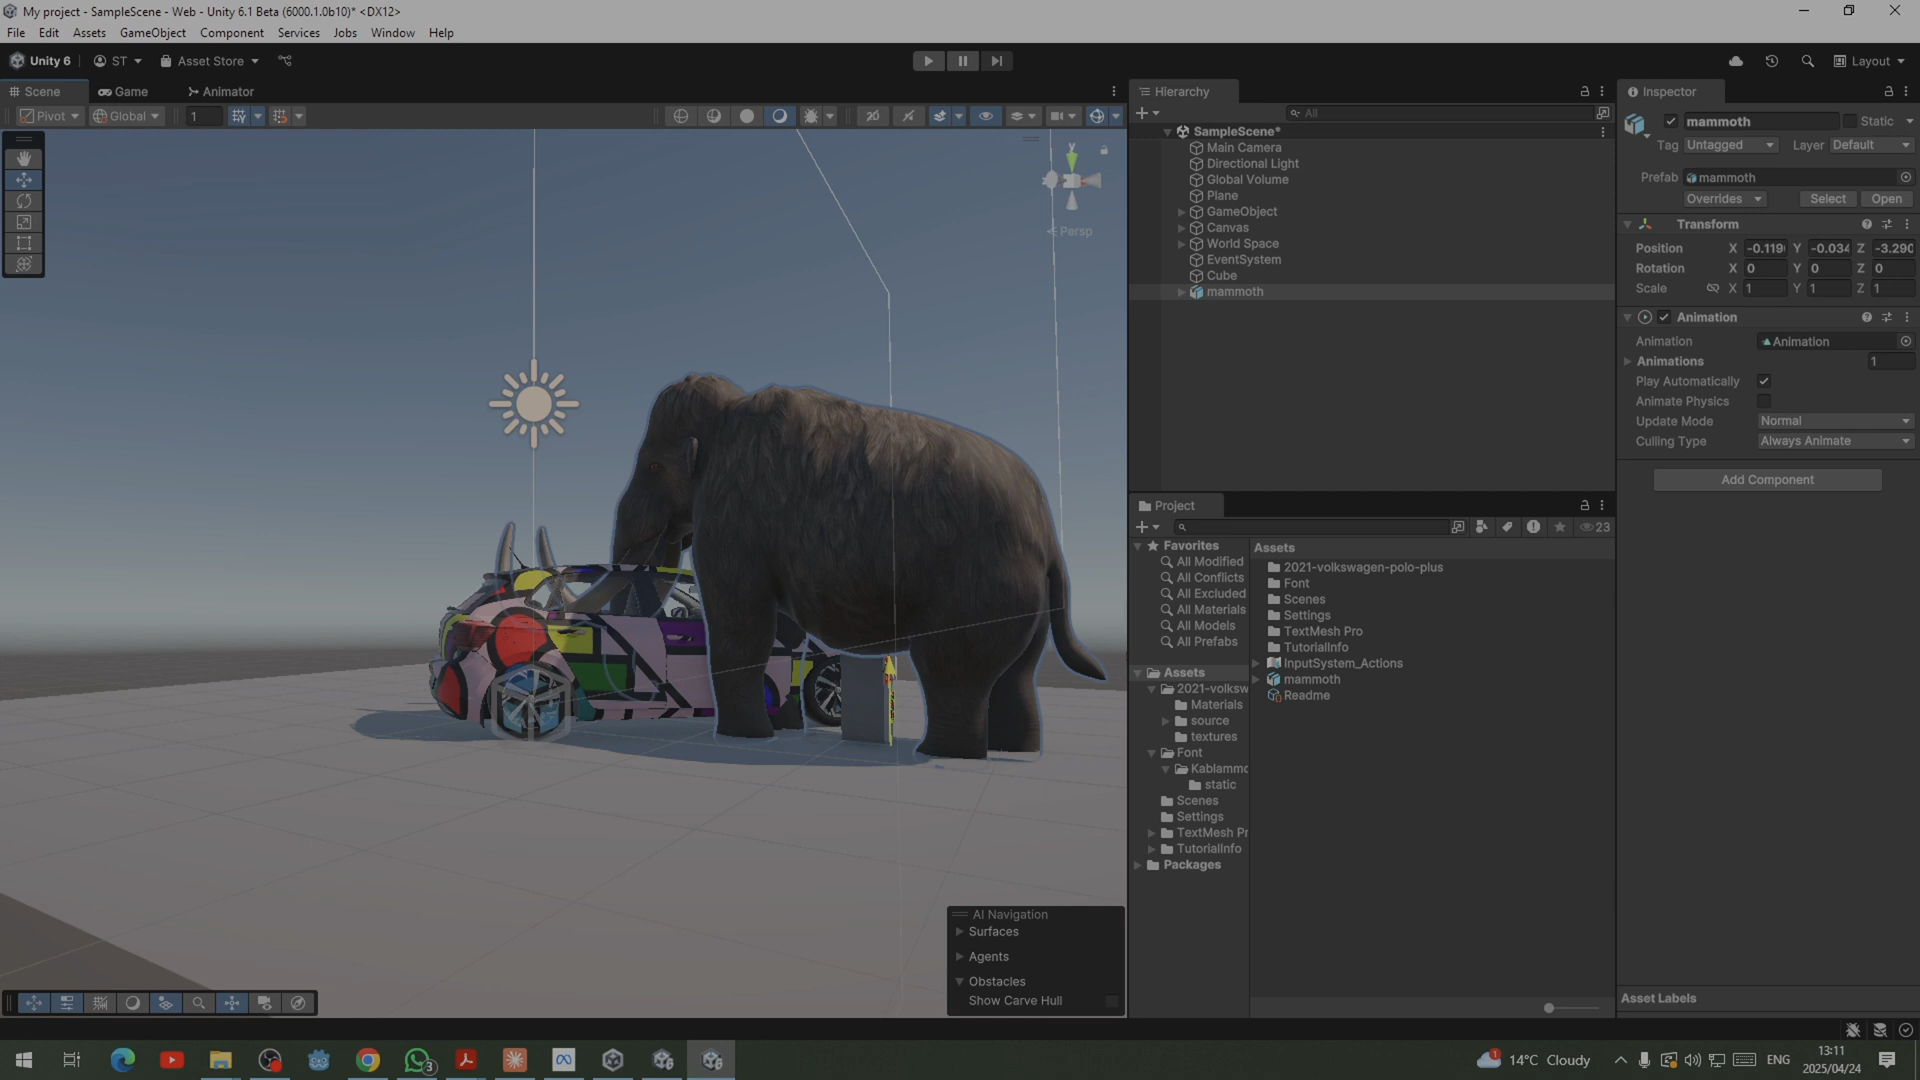 My project - SampleScene - Web - Unity 6.1 Beta (6000.1.0b10)* <DX12>
File Edit Assets GameObject Component Services Jobs Window Help
Unity 6 ST Asset Store Layout
Scene Game Animator
Pivot Global 1
Persp
AI Navigation
Surfaces
Agents
Obstacles
Show Carve Hull
Hierarchy
All
SampleScene*
Main Camera
Directional Light
Global Volume
Plane
GameObject
Canvas
World Space
EventSystem
Cube
mammoth
Project
23
Favorites
All Modified
All Conflicts
All Excluded
All Materials
All Models
All Prefabs
Assets
2021-volksw
Materials
source
textures
Font
Kablammo
static
Scenes
Settings
TextMesh Pr
TutorialInfo
Packages
Assets
2021-volkswagen-polo-plus
Font
Scenes
Settings
TextMesh Pro
TutorialInfo
InputSystem_Actions
mammoth
Readme
Inspector
mammoth Static
Tag Untagged Layer Default
Prefab mammoth
Overrides Select Open
Transform
Position X -0.119 Y -0.034 Z -3.290
Rotation X 0 Y 0 Z 0
Scale X 1 Y 1 Z 1
Animation
Animation Animation
Animations 1
Play Automatically
Animate Physics
Update Mode Normal
Culling Type Always Animate
Add Component
Asset Labels
3
6
6
1
14°C Cloudy
ENG
13:11
2025/04/24